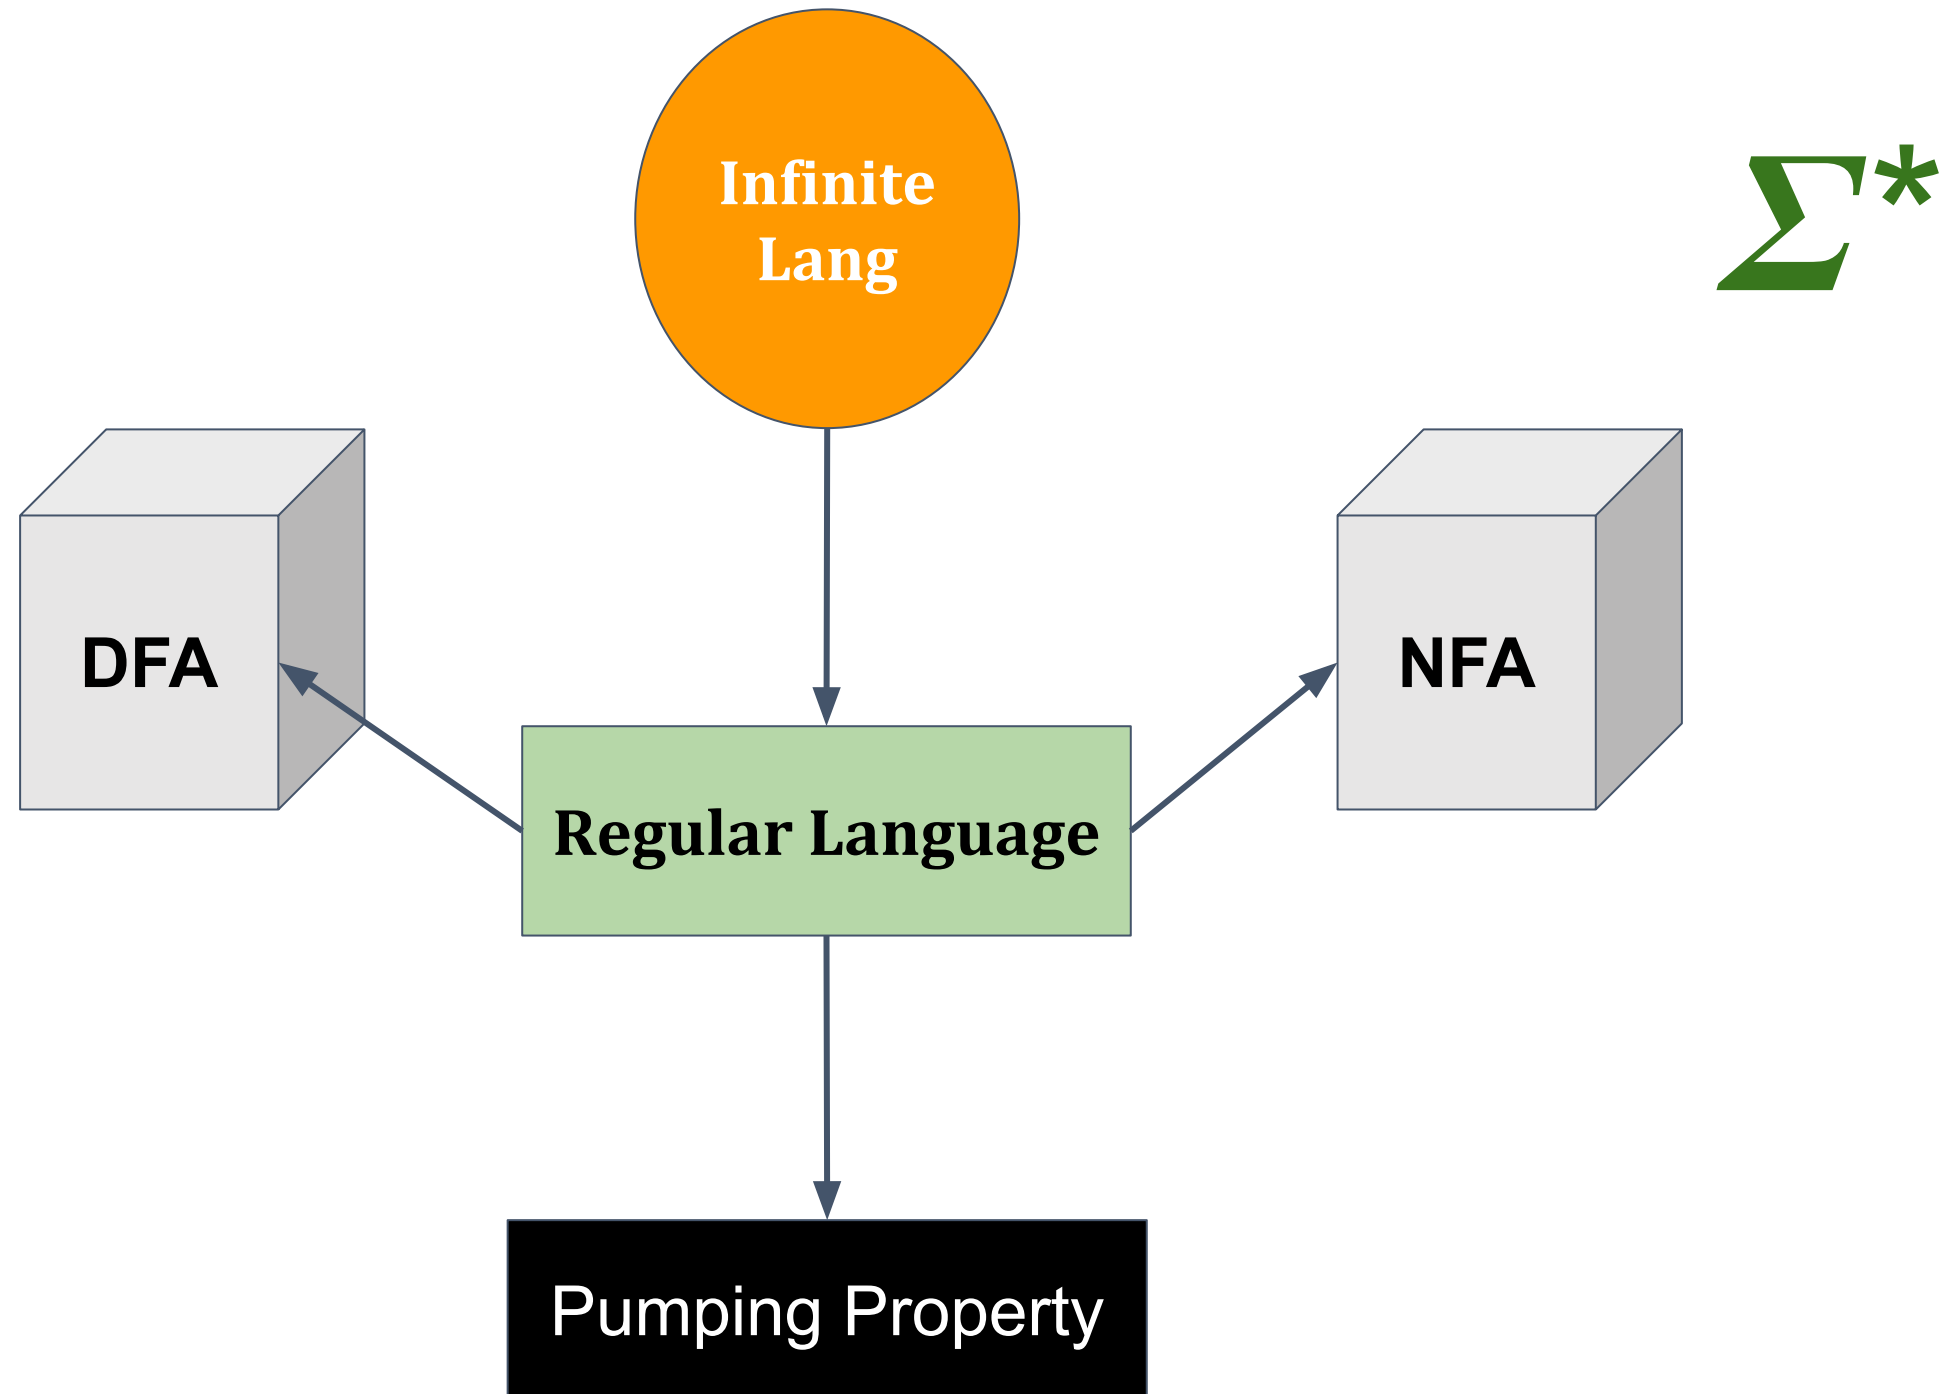 Infinite
Lang
Σ*
DFA
NFA
Regular Language
Pumping Property